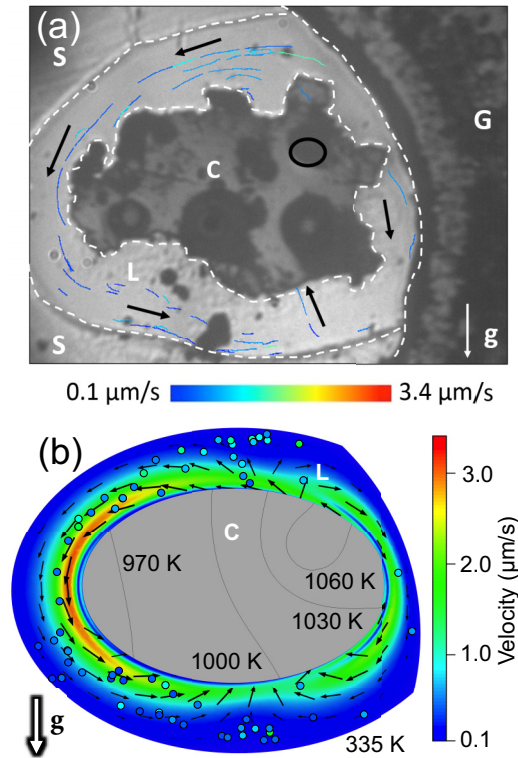 (a)
S
G
C
L
S
g
0.1 μm/s 3.4 μm/s
(b)
L
C
970 K
1060 K
1030 K
1000 K
335 K
g
3.0
2.0
1.0
0.1
Velocity (μm/s)